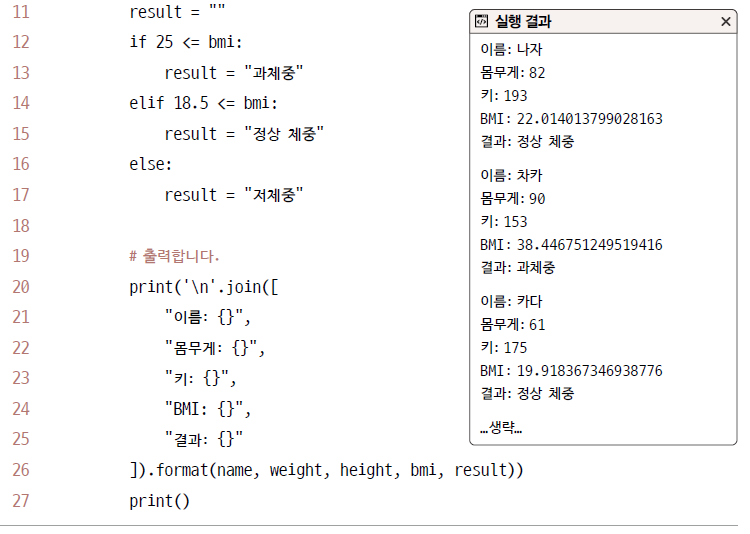 11 result = ""
12 if 25 <= bmi:
13 result = "과체중"
14 elif 18.5 <= bmi:
15 result = "정상 체중"
16 else:
17 result = "저체중"
18
19 # 출력합니다.
20 print('\n'.join([
21 "이름: {}",
22 "몸무게: {}",
23 "키: {}",
24 "BMI: {}",
25 "결과: {}"
26 ]).format(name, weight, height, bmi, result))
27 print()
실행 결과
이름: 나자
몸무게: 82
키: 193
BMI: 22.014013799028163
결과: 정상 체중
이름: 차카
몸무게: 90
키: 153
BMI: 38.446751249519416
결과: 과체중
이름: 카다
몸무게: 61
키: 175
BMI: 19.918367346938776
결과: 정상 체중
…생략…